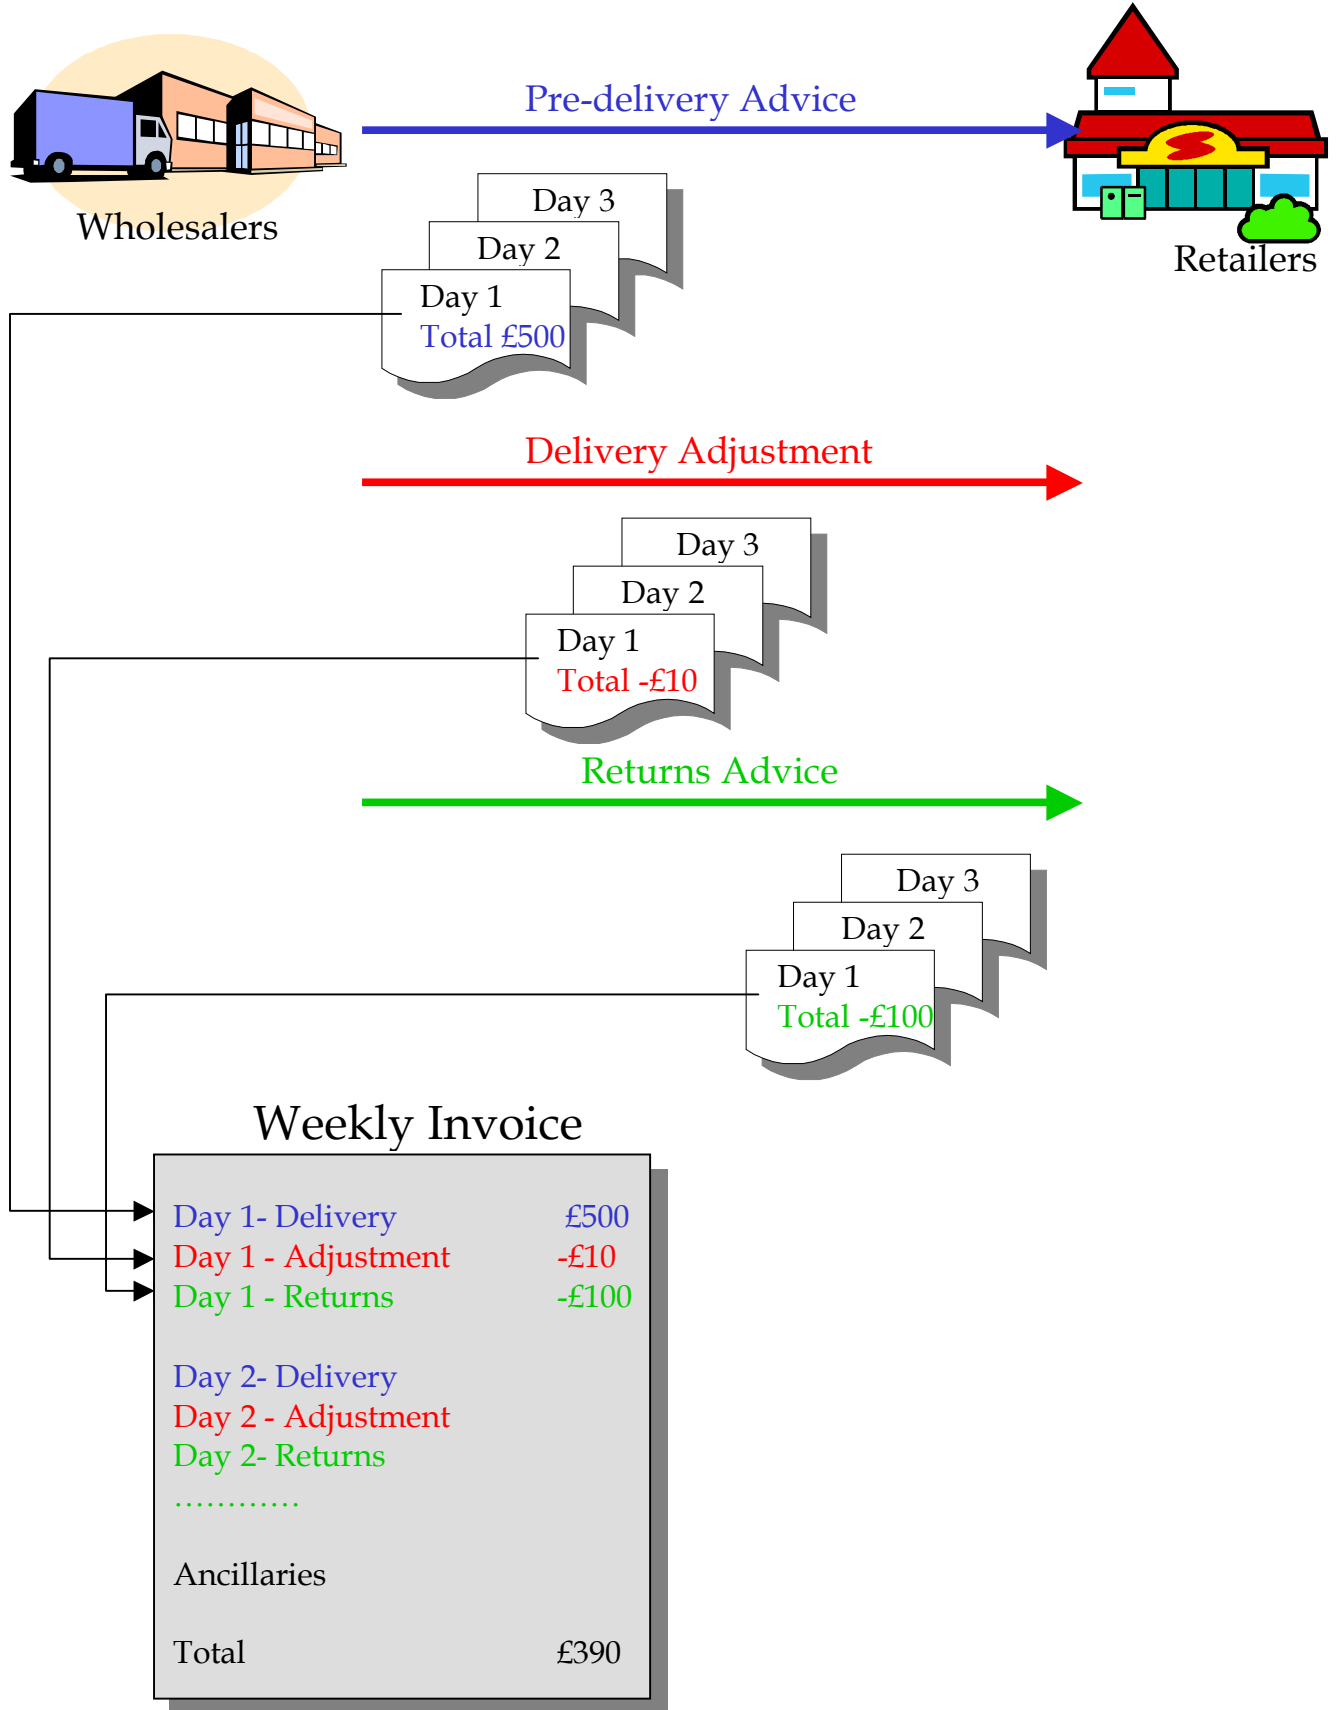 Pre-delivery Advice
Wholesalers
Retailers
Day 3
Day 2
Day 1
Total £500
Delivery Adjustment
Day 3
Day 2
Day 1
Total -£10
Returns Advice
Day 3
Day 2
Day 1
Total -£100
Weekly Invoice
Day 1- Delivery £500
Day 1 - Adjustment -£10
Day 1 - Returns -£100
Day 2- Delivery
Day 2 - Adjustment
Day 2- Returns
…………
Ancillaries
Total £390